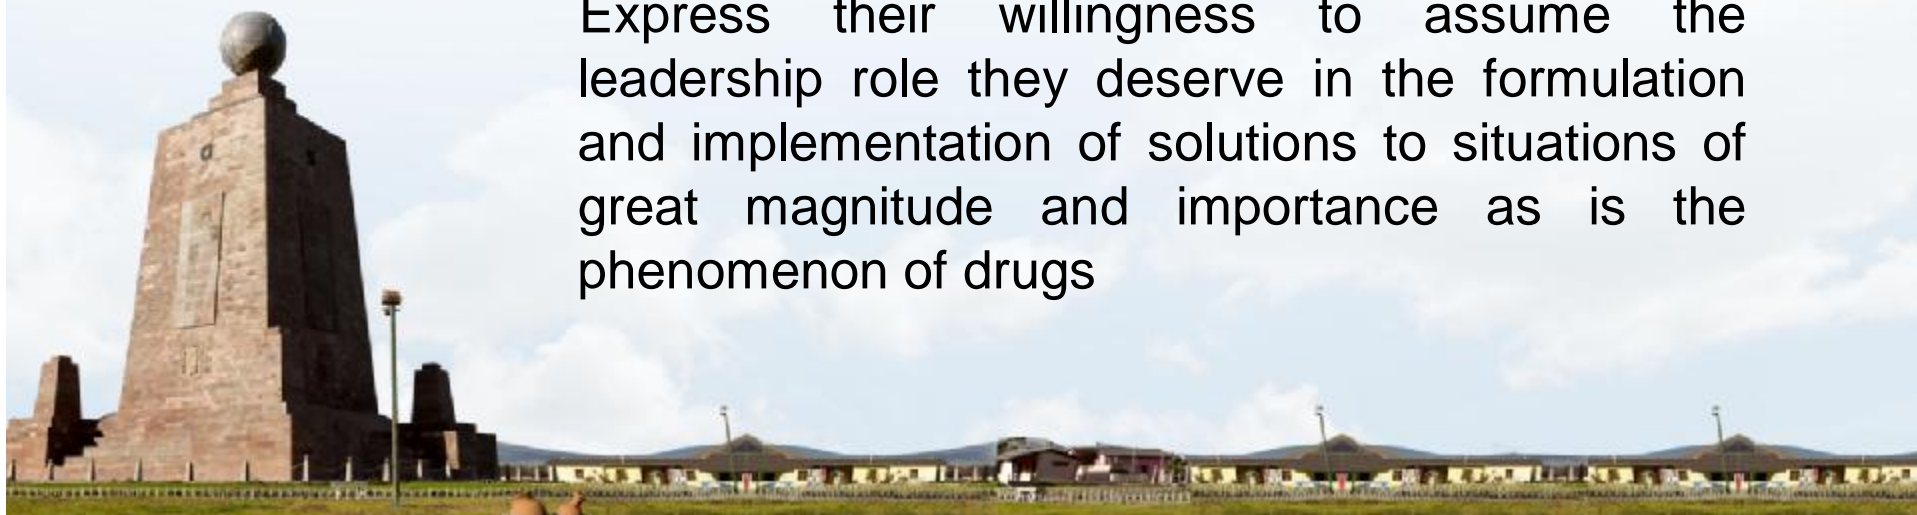 Express their willingness to assume the
leadership role they deserve in the formulation
and implementation of solutions to situations of
great magnitude and importance as is the
phenomenon of drugs